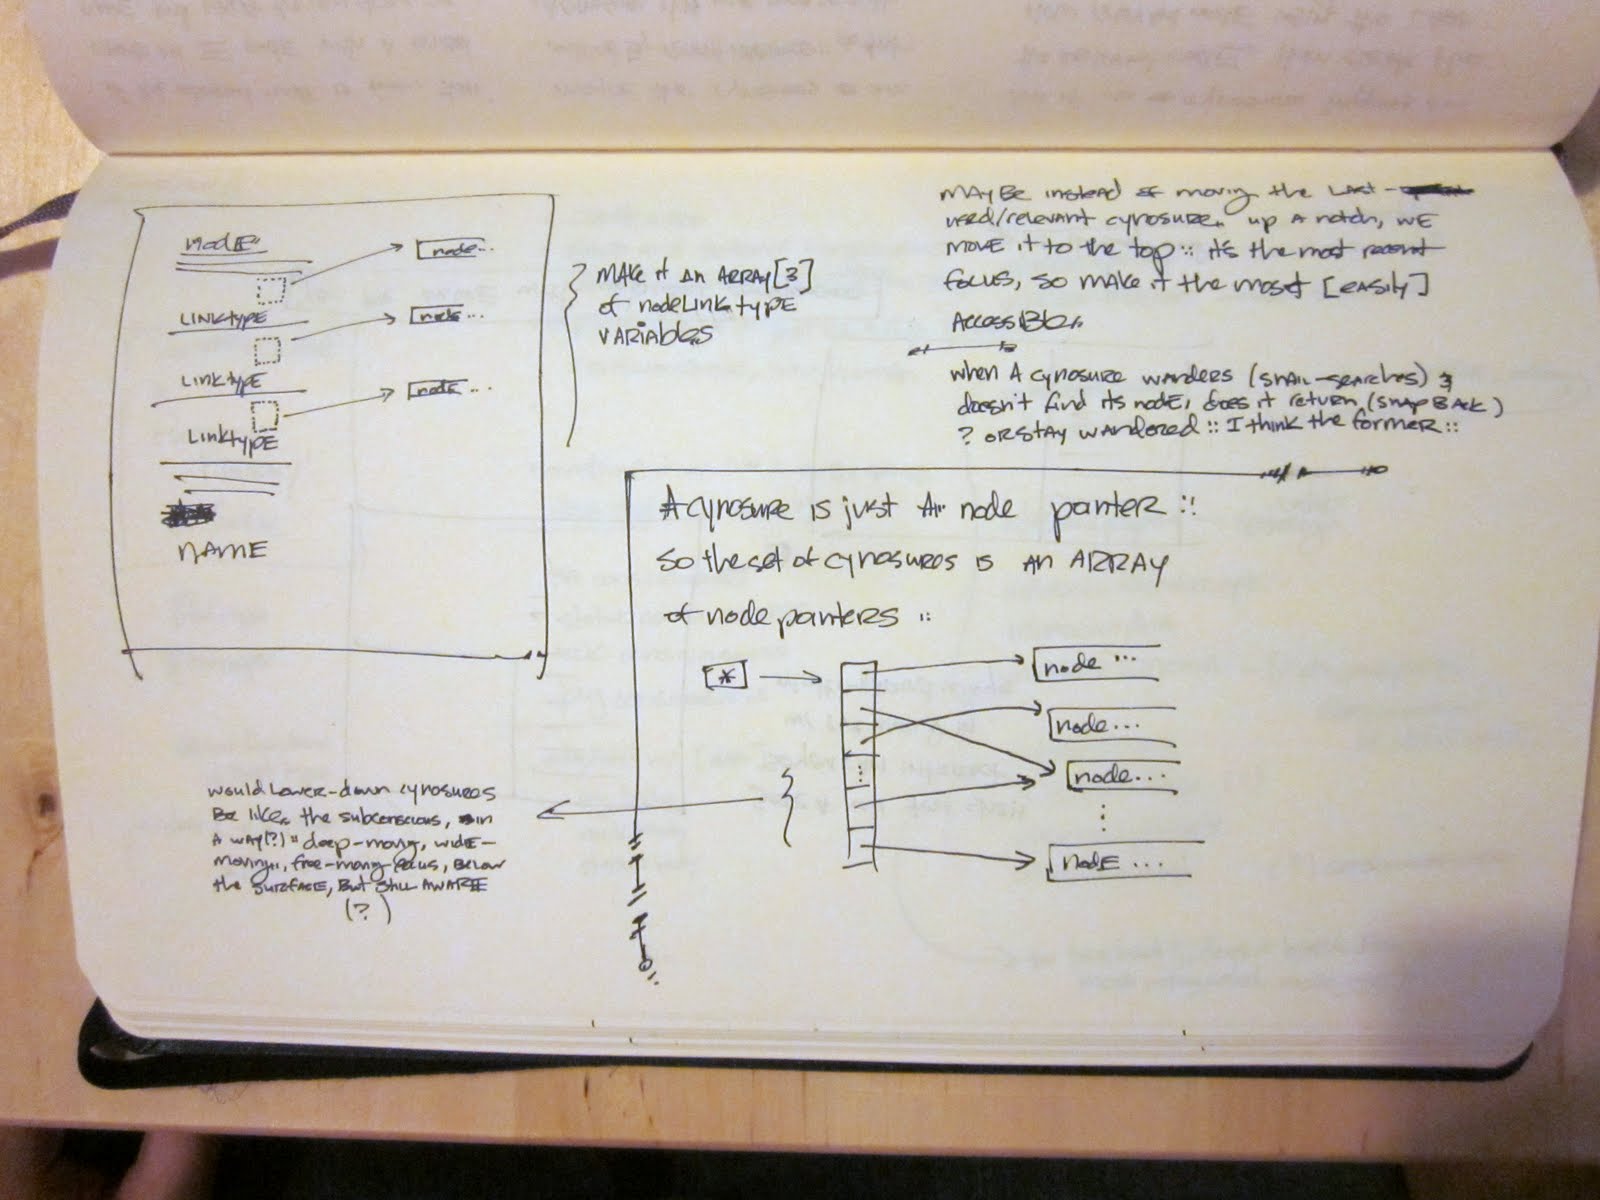 NODE::
node...
LINKTYPE
node...
LINKTYPE
node...
LINKTYPE
NAME
MAKE it AN ARRAY[3]
of nodeLINKtYPE
VARIABLES
MAYBE instead of moving the LAST-
used/relevant cynosure:: up A notch, WE
MOVE it to the top :: it's the most recent
focus, so MAKE it the most [EASILY]
ACCESSIBLE::
when A cynosure wanders (SNAIL-SEARCHES) &
doesn't find its node, does it return (SNAPBACK)
? OR STAY WANDERED :: I think the former ::
A cynosure is just A node pointer ::
So the set of cynosures is AN ARRAY
of node pointers ::
*
node ...
node...
node...
...
NODE ...
would LOWER-down cynosures
BE like the subconscious, in
A WAY(?) :: deep-moving, WIDE-
moving, free-moving focus, BELOW
the SURFACE, BUT StILL AWARE
(?)